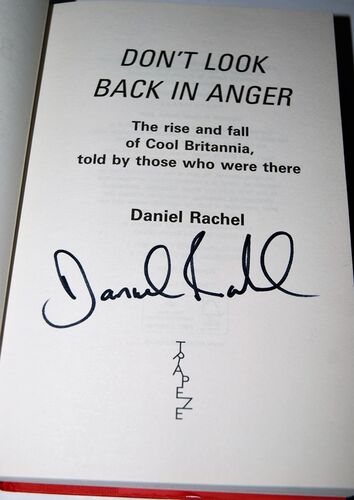 DON'T LOOK
BACK IN ANGER
The rise and fall
of Cool Britannia,
told by those who were there
Daniel Rachel
Daniel Rachel
TRAPEZE